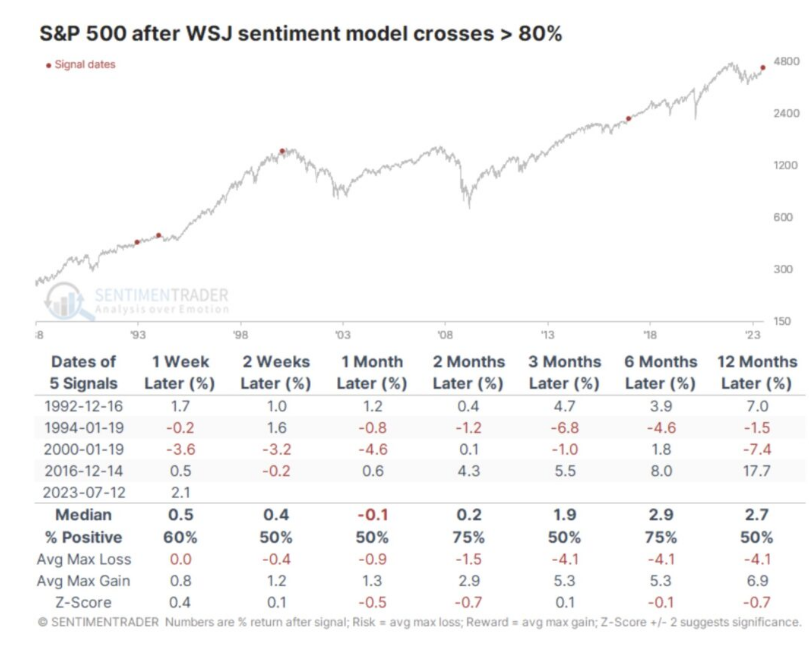 S&P 500 after WSJ sentiment model crosses > 80%
• Signal dates
4800
2400
1200
600
300
150
SENTIMENTRADER
Analysis over Emotion
8 '93 '98 '03 '08 '13 '18 '23
Dates of 1 Week 2 Weeks 1 Month 2 Months 3 Months 6 Months 12 Months
5 Signals Later (%) Later (%) Later (%) Later (%) Later (%) Later (%) Later (%)
1992-12-16 1.7 1.0 1.2 0.4 4.7 3.9 7.0
1994-01-19 -0.2 1.6 -0.8 -1.2 -6.8 -4.6 -1.5
2000-01-19 -3.6 -3.2 -4.6 0.1 -1.0 1.8 -7.4
2016-12-14 0.5 -0.2 0.6 4.3 5.5 8.0 17.7
2023-07-12 2.1
Median 0.5 0.4 -0.1 0.2 1.9 2.9 2.7
% Positive 60% 50% 50% 75% 50% 75% 50%
Avg Max Loss 0.0 -0.4 -0.9 -1.5 -4.1 -4.1 -4.1
Avg Max Gain 0.8 1.2 1.3 2.9 5.3 5.3 6.9
Z-Score 0.4 0.1 -0.5 -0.7 0.1 -0.1 -0.7
© SENTIMENTRADER Numbers are % return after signal; Risk = avg max loss; Reward = avg max gain; Z-Score +/- 2 suggests significance.